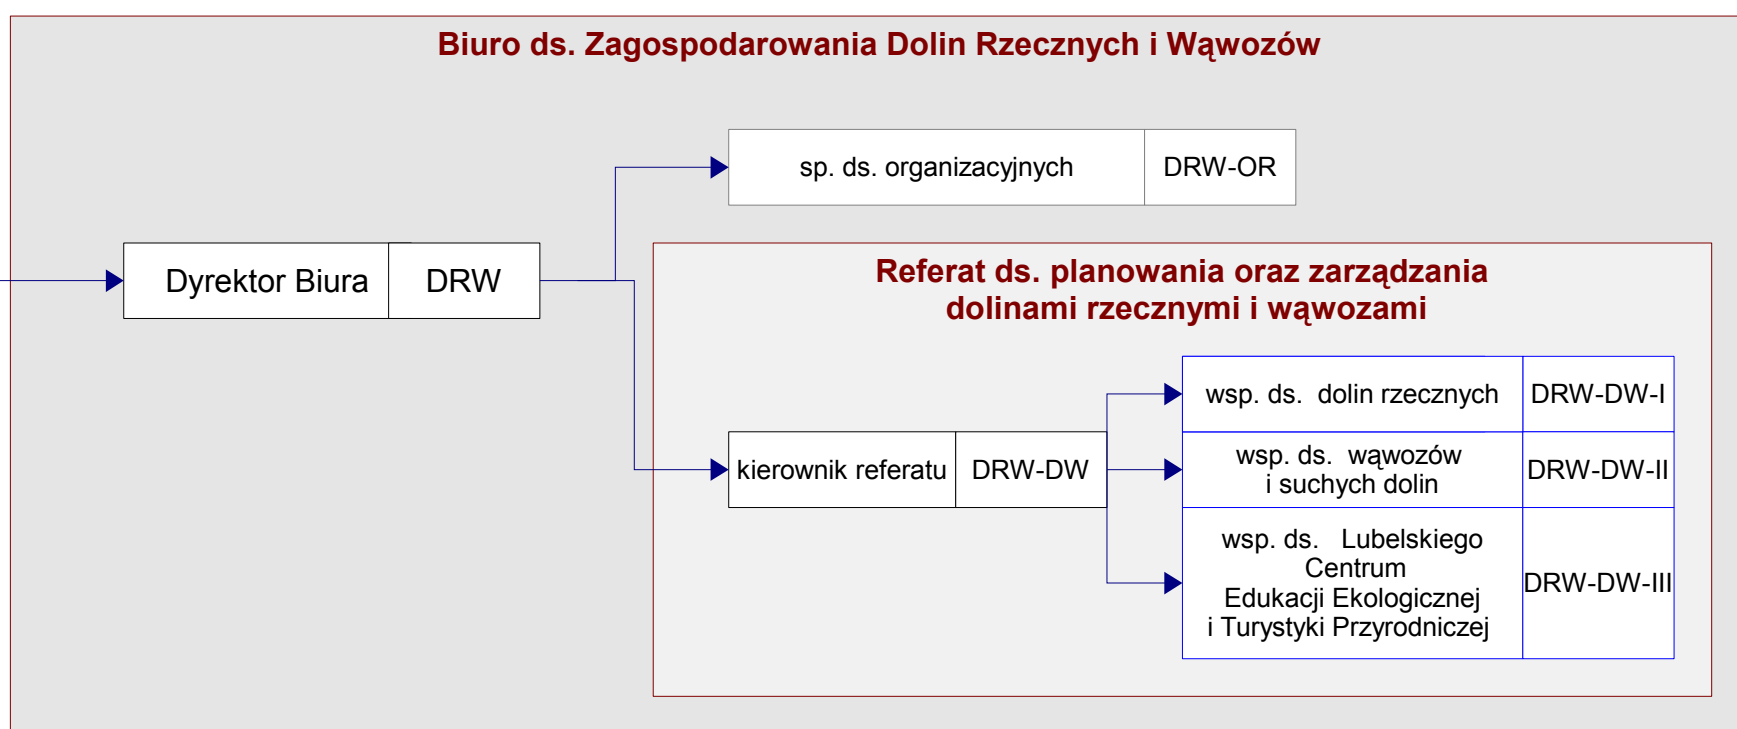 Biuro ds. Zagospodarowania Dolin Rzecznych i Wąwozów
sp. ds. organizacyjnych DRW-OR
Dyrektor Biura DRW
Referat ds. planowania oraz zarządzania
dolinami rzecznymi i wąwozami
wsp. ds. dolin rzecznych DRW-DW-I
kierownik referatu DRW-DW
wsp. ds. wąwozów
i suchych dolin
DRW-DW-II
wsp. ds. Lubelskiego
Centrum
Edukacji Ekologicznej
i Turystyki Przyrodniczej
DRW-DW-III